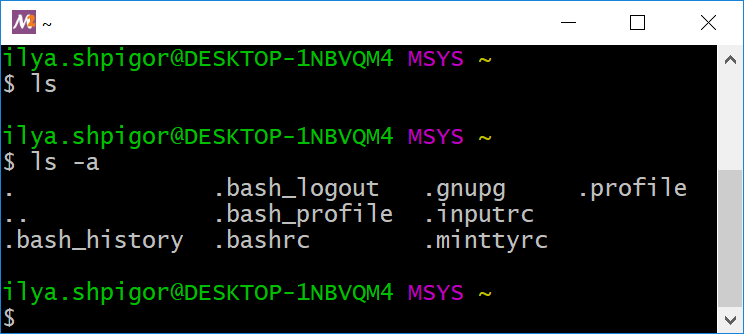 ~
ilya.shpigor@DESKTOP-1NBVQM4 MSYS ~
$ ls
ilya.shpigor@DESKTOP-1NBVQM4 MSYS ~
$ ls -a
. .bash_logout .gnupg .profile
.. .bash_profile .inputrc
.bash_history .bashrc .minttyrc
ilya.shpigor@DESKTOP-1NBVQM4 MSYS ~
$